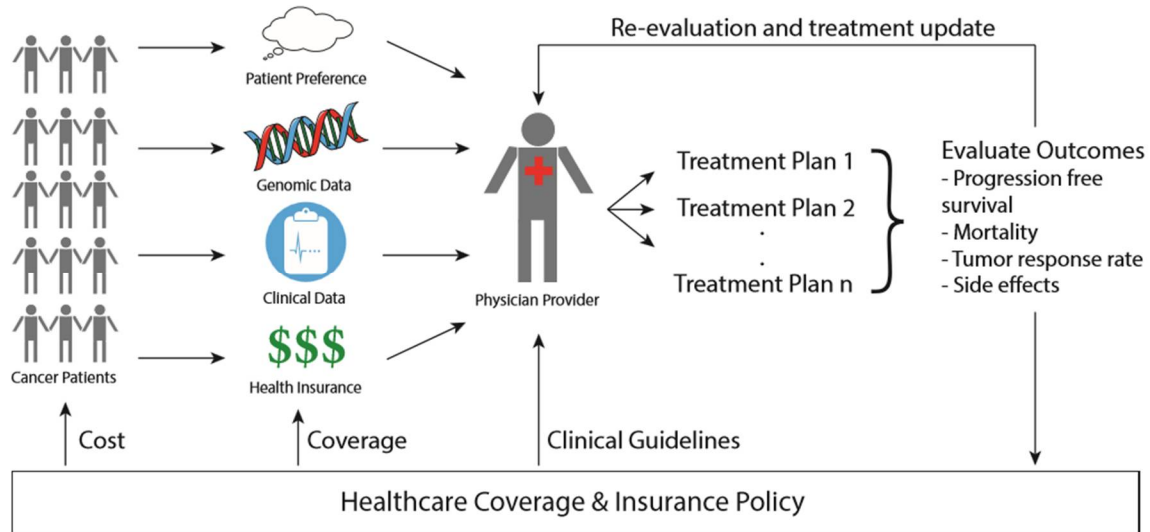 Re-evaluation and treatment update
Patient Preference
Genomic Data
Clinical Data
$$$
Health Insurance
Cancer Patients
Physician Provider
Treatment Plan 1
Treatment Plan 2
.
.
Treatment Plan n
Evaluate Outcomes
- Progression free
survival
- Mortality
- Tumor response rate
- Side effects
Cost
Coverage
Clinical Guidelines
Healthcare Coverage & Insurance Policy